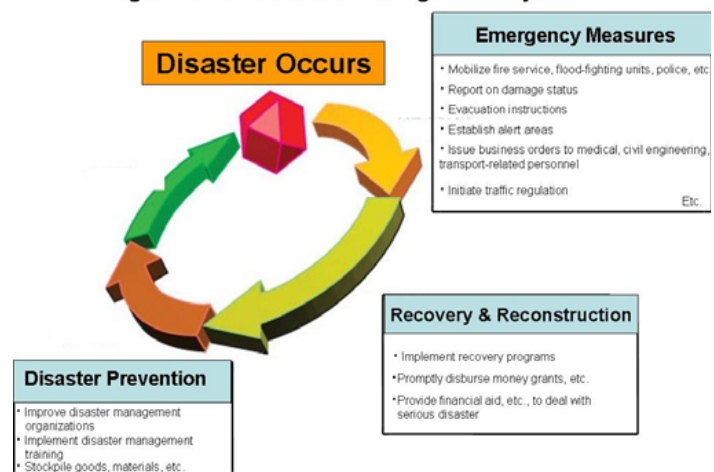 Disaster Occurs
Emergency Measures
• Mobilize fire service, flood-fighting units, police, etc
• Report on damage status
• Evacuation instructions
• Establish alert areas
• Issue business orders to medical, civil engineering,
transport-related personnel
• Initiate traffic regulation
Etc.
Recovery & Reconstruction
• Implement recovery programs
•Promptly disburse money grants, etc.
•Provide financial aid, etc., to deal with
serious disaster
Disaster Prevention
• Improve disaster management
organizations
• Implement disaster management
training
• Stockpile goods, materials, etc.